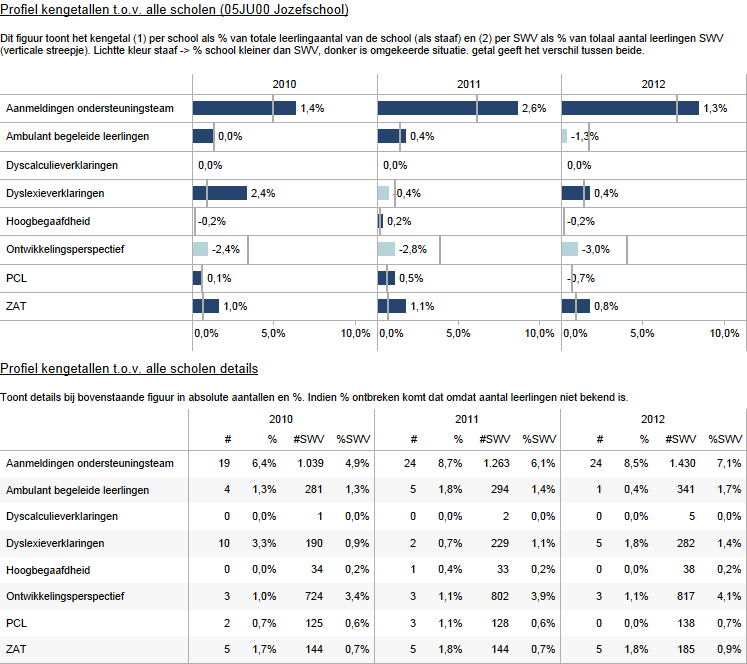 Profiel kengetallen t.o.v. alle scholen (05JU00 Jozefschool)
Dit figuur toont het kengetal (1) per school als % van totale leerlingaantal van de school (als staaf) en (2) per SWV als % van tolaal aantal leerlingen SWV
(verticale streepje). Lichtte kleur staaf -> % school kleiner dan SWV, donker is omgekeerde situatie. getal geeft het verschil tussen beide.
2010 2011 2012
Aanmeldingen ondersteuningsteam 1,4% 2,6% 1,3%
Ambulant begeleide leerlingen 0,0% 0,4% -1,3%
Dyscalculieverklaringen 0,0% 0,0% 0,0%
Dyslexieverklaringen 2,4% -0,4% 0,4%
Hoogbegaafdheid -0,2% 0,2% -0,2%
Ontwikkelingsperspectief -2,4% -2,8% -3,0%
PCL 0,1% 0,5% -0,7%
ZAT 1,0% 1,1% 0,8%
0,0% 5,0% 10,0% 0,0% 5,0% 10,0% 0,0% 5,0% 10,0%
Profiel kengetallen t.o.v. alle scholen details
Toont details bij bovenstaande figuur in absolute aantallen en %. Indien % ontbreken komt dat omdat aantal leerlingen niet bekend is.
2010 2011 2012
# % #SWV %SWV # % #SWV %SWV # % #SWV %SWV
Aanmeldingen ondersteuningsteam 19 6,4% 1.039 4,9% 24 8,7% 1.263 6,1% 24 8,5% 1.430 7,1%
Ambulant begeleide leerlingen 4 1,3% 281 1,3% 5 1,8% 294 1,4% 1 0,4% 341 1,7%
Dyscalculieverklaringen 0 0,0% 1 0,0% 0 0,0% 2 0,0% 0 0,0% 5 0,0%
Dyslexieverklaringen 10 3,3% 190 0,9% 2 0,7% 229 1,1% 5 1,8% 282 1,4%
Hoogbegaafdheid 0 0,0% 34 0,2% 1 0,4% 33 0,2% 0 0,0% 38 0,2%
Ontwikkelingsperspectief 3 1,0% 724 3,4% 3 1,1% 802 3,9% 3 1,1% 817 4,1%
PCL 2 0,7% 125 0,6% 3 1,1% 128 0,6% 0 0,0% 138 0,7%
ZAT 5 1,7% 144 0,7% 5 1,8% 144 0,7% 5 1,8% 185 0,9%